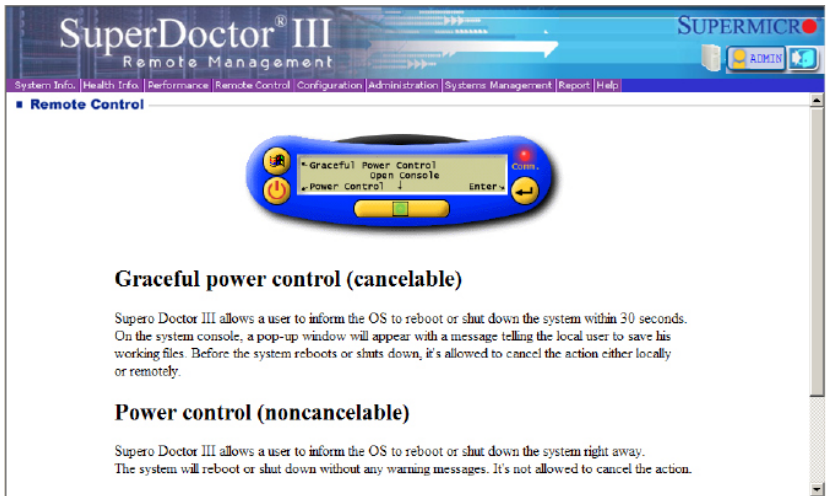 SuperDoctor® III
Remote Management
SUPERMICRO
ADMIN
System Info. Health Info. Performance Remote Control Configuration Administration Systems Management Report Help
Remote Control
Graceful Power Control
Open Console
Power Control
Enter
Conn.
Graceful power control (cancelable)
Supero Doctor III allows a user to inform the OS to reboot or shut down the system within 30 seconds.
On the system console, a pop-up window will appear with a message telling the local user to save his
working files. Before the system reboots or shuts down, it's allowed to cancel the action either locally
or remotely.
Power control (noncancelable)
Supero Doctor III allows a user to inform the OS to reboot or shut down the system right away.
The system will reboot or shut down without any warning messages. It's not allowed to cancel the action.